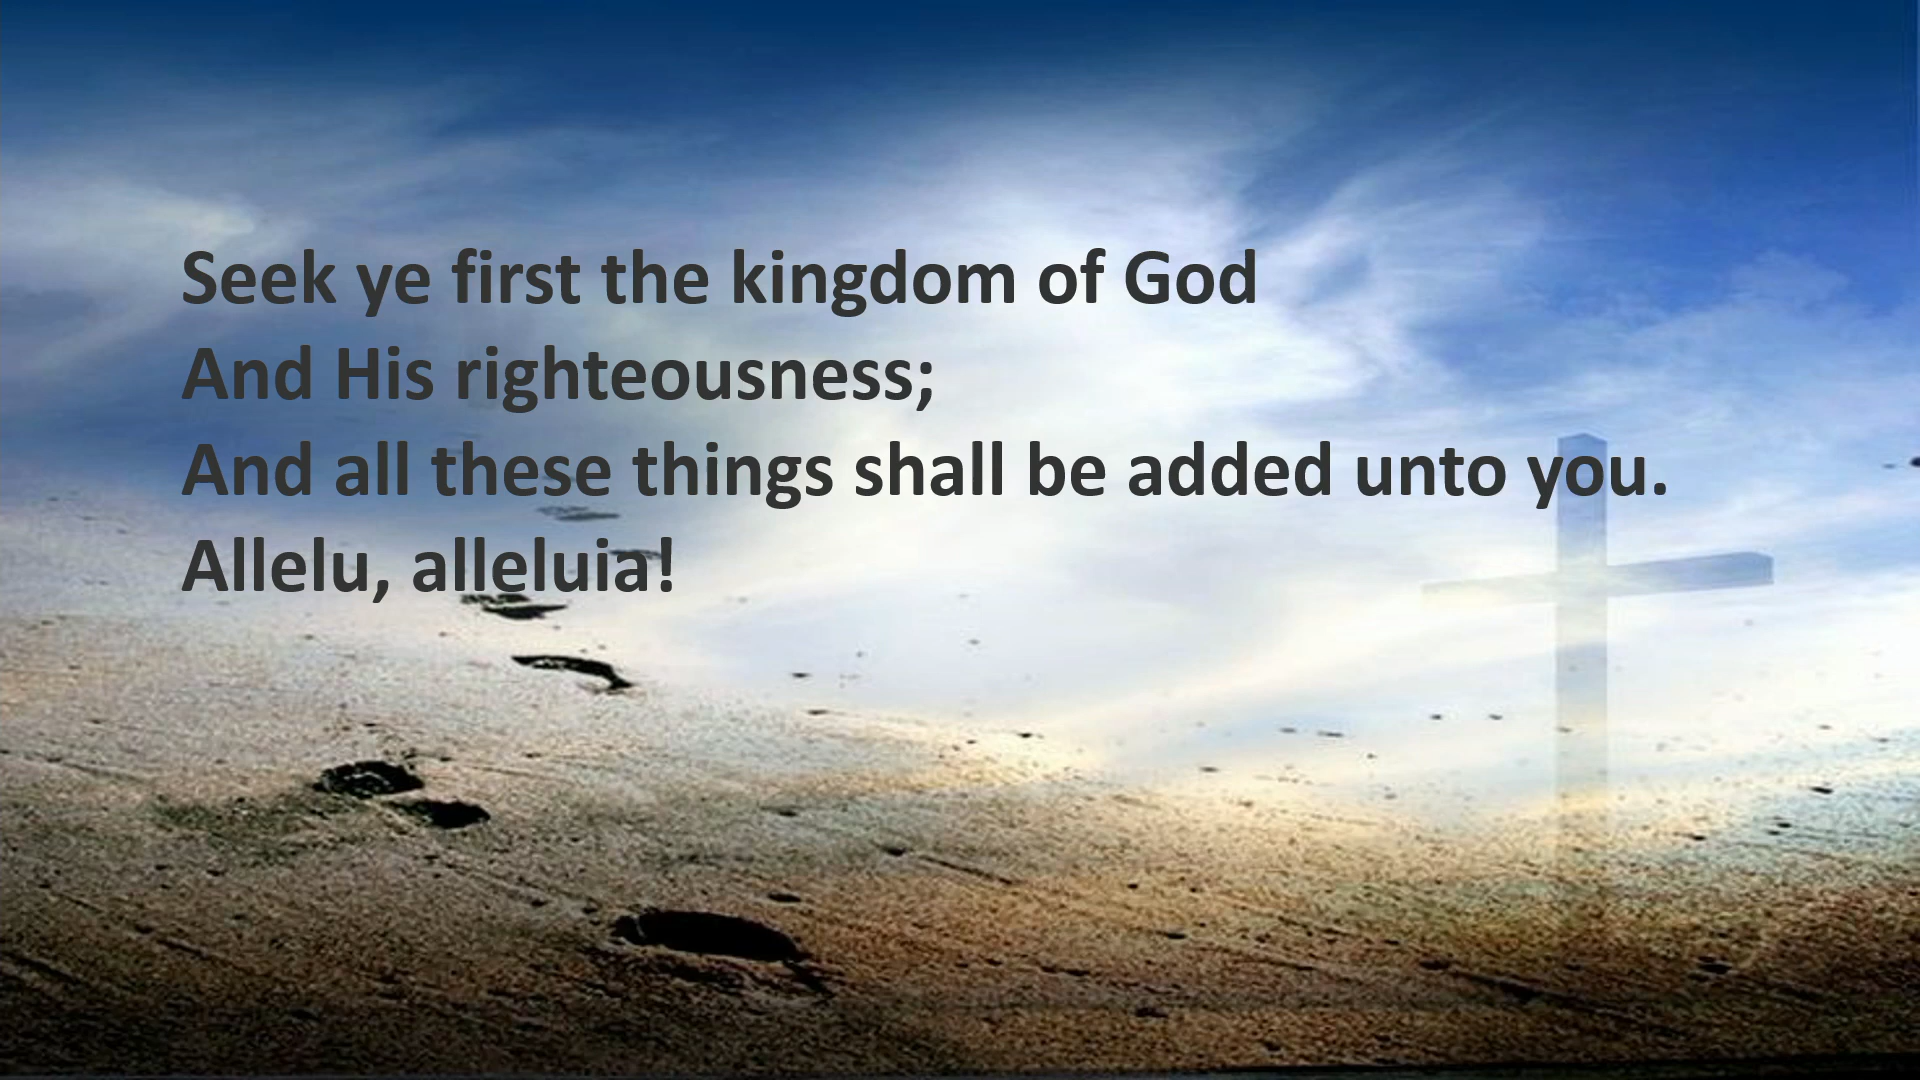 Seek ye first the kingdom of God
And His righteousness;
And all these things shall be added unto you.
Allelu, alleluia!